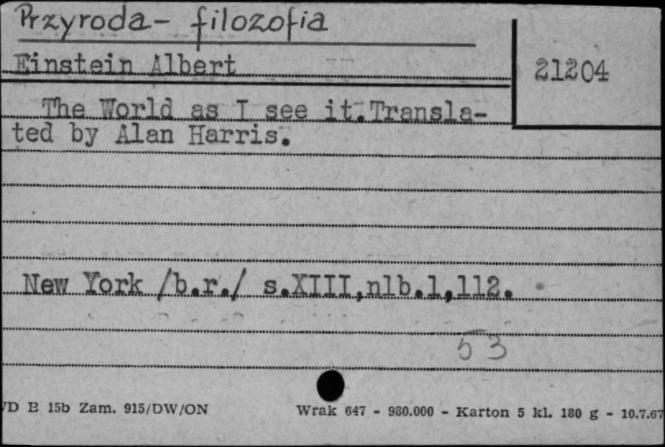 Przyroda- filozofia
Einstein Albert
21204
The World as I see it.Transla-
ted by Alan Harris.
New York /b.r./ s.XIII,nlb.1,112.
53
VD E 15b Zam. 915/DW/ON
Wrak 647 - 980.000 - Karton 5 kl. 180 g - 10.7.67